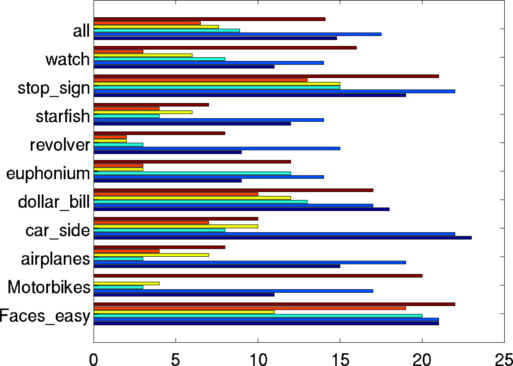 all
watch
stop_sign
starfish
revolver
euphonium
dollar_bill
car_side
airplanes
Motorbikes
Faces_easy
0 5 10 15 20 25